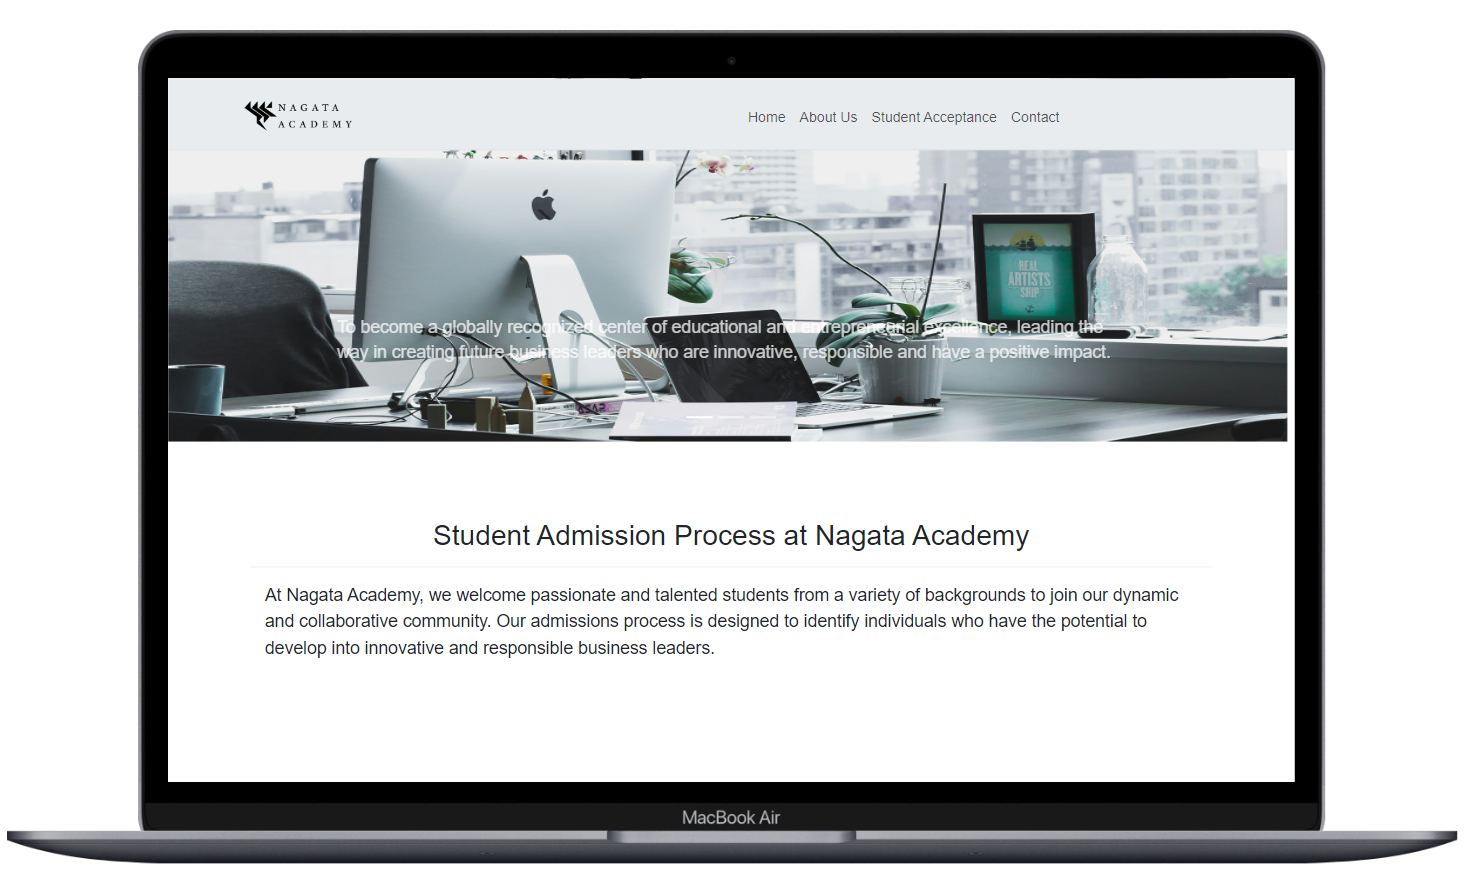 NAGATA
ACADEMY
Home About Us Student Acceptance Contact
REAL
ARTISTS
SHIP
To become a globally recognized center of educational and entrepreneurial excellence, leading the
way in creating future business leaders who are innovative, responsible and have a positive impact.
ASAP
Student Admission Process at Nagata Academy
At Nagata Academy, we welcome passionate and talented students from a variety of backgrounds to join our dynamic
and collaborative community. Our admissions process is designed to identify individuals who have the potential to
develop into innovative and responsible business leaders.
MacBook Air